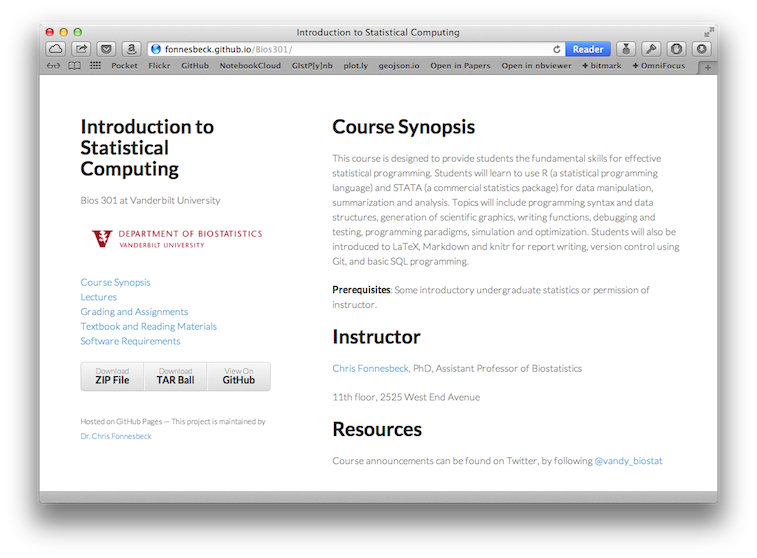 Introduction to Statistical Computing
fonnesbeck.github.io/Bios301/
Reader
Pocket Flickr GitHub NotebookCloud GIstP[y]nb plot.ly geojson.io Open in Papers Open in nbviewer + bitmark + OmniFocus
Introduction to
Statistical
Computing
Bios 301 at Vanderbilt University
DEPARTMENT OF BIOSTATISTICS
VANDERBILT UNIVERSITY
Course Synopsis
Lectures
Grading and Assignments
Textbook and Reading Materials
Software Requirements
Download
ZIP File
Download
TAR Ball
View On
GitHub
Hosted on GitHub Pages — This project is maintained by
Dr. Chris Fonnesbeck
Course Synopsis
This course is designed to provide students the fundamental skills for effective
statistical programming. Students will learn to use R (a statistical programming
language) and STATA (a commercial statistics package) for data manipulation,
summarization and analysis. Topics will include programming syntax and data
structures, generation of scientific graphics, writing functions, debugging and
testing, programming paradigms, simulation and optimization. Students will also be
introduced to LaTeX, Markdown and knitr for report writing, version control using
Git, and basic SQL programming.
Prerequisites: Some introductory undergraduate statistics or permission of
instructor.
Instructor
Chris Fonnesbeck, PhD, Assistant Professor of Biostatistics
11th floor, 2525 West End Avenue
Resources
Course announcements can be found on Twitter, by following @vandy_biostat